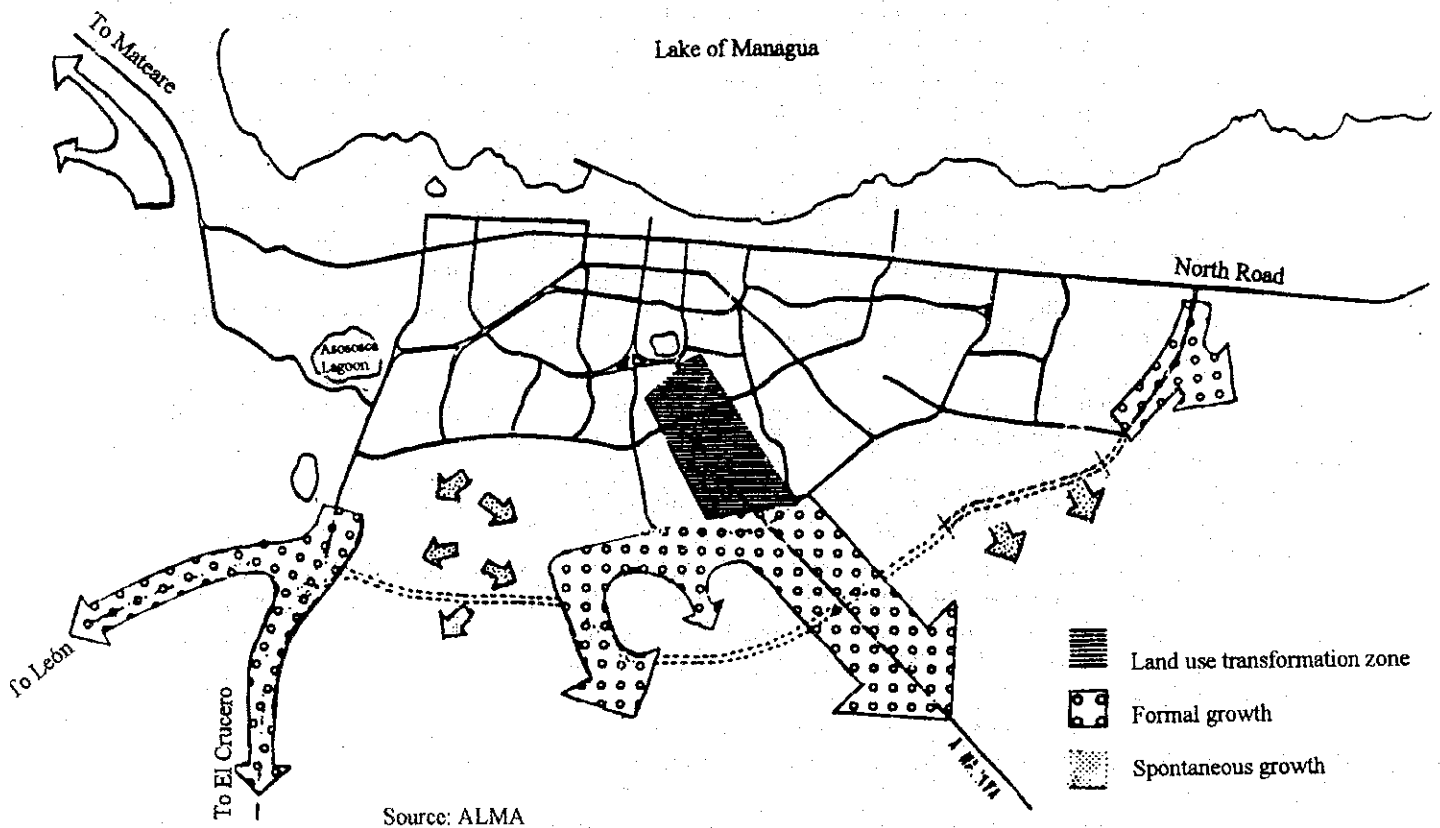 To Mateare
Lake of Managua
North Road
Asososca
Lagoon
To León
To El Crucero
Land use transformation zone
Formal growth
Spontaneous growth
Source: ALMA